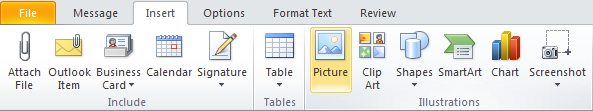 File Message Insert Options Format Text Review
Attach File Outlook Item Business Card Calendar Signature Table Picture Clip Art Shapes SmartArt Chart Screenshot
Include Tables Illustrations